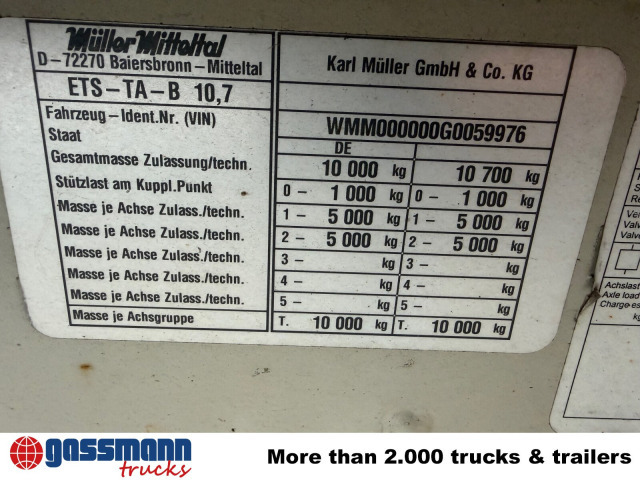 Müller Mitteltal
D-72270 Baiersbronn-Mitteltal
Karl Müller GmbH & Co. KG
ETS-TA-B 10,7
Fahrzeug-Ident.Nr. (VIN)
WMM000000G0059976
Staat
DE
Gesamtmasse Zulassung/techn.
10 000 kg 10 700 kg
Stützlast am Kuppl.Punkt
0 - 1 000 kg 0 - 1 000 kg
Masse je Achse Zulass./techn.
1 - 5 000 kg 1 - 5 000 kg
Masse je Achse Zulass./techn.
2 - 5 000 kg 2 - 5 000 kg
Masse je Achse Zulass./techn.
3 - kg 3 - kg
Masse je Achse Zulass./techn.
4 - kg 4 - kg
Masse je Achse Zulass./techn.
5 - kg 5 - kg
Masse je Achsgruppe
T. 10 000 kg T. 10 000 kg
Achslast
Axle load
Charge es
kg
gassmann
trucks
More than 2.000 trucks & trailers